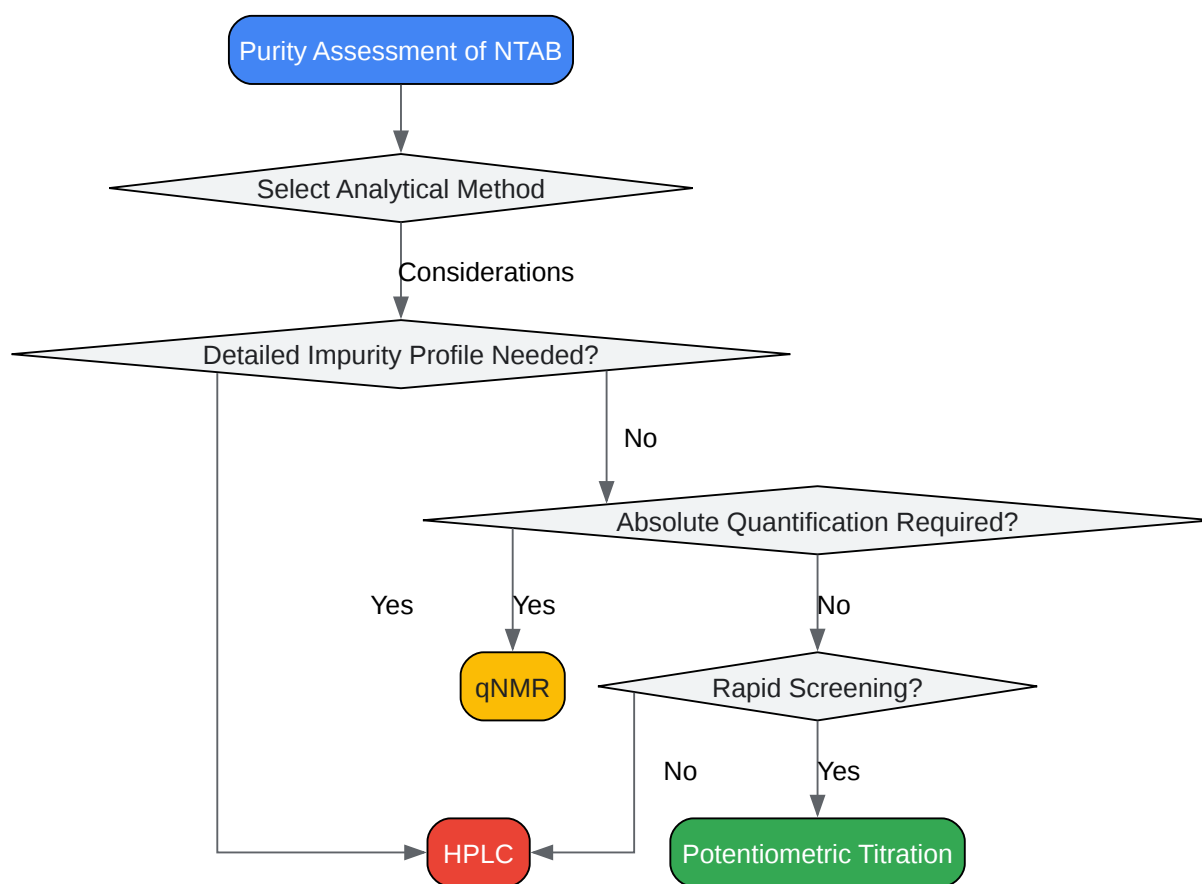 Purity Assessment of NTAB
Select Analytical Method
Considerations
Detailed Impurity Profile Needed?
No
Absolute Quantification Required?
Yes
Yes
No
qNMR
Rapid Screening?
No
Yes
HPLC
Potentiometric Titration